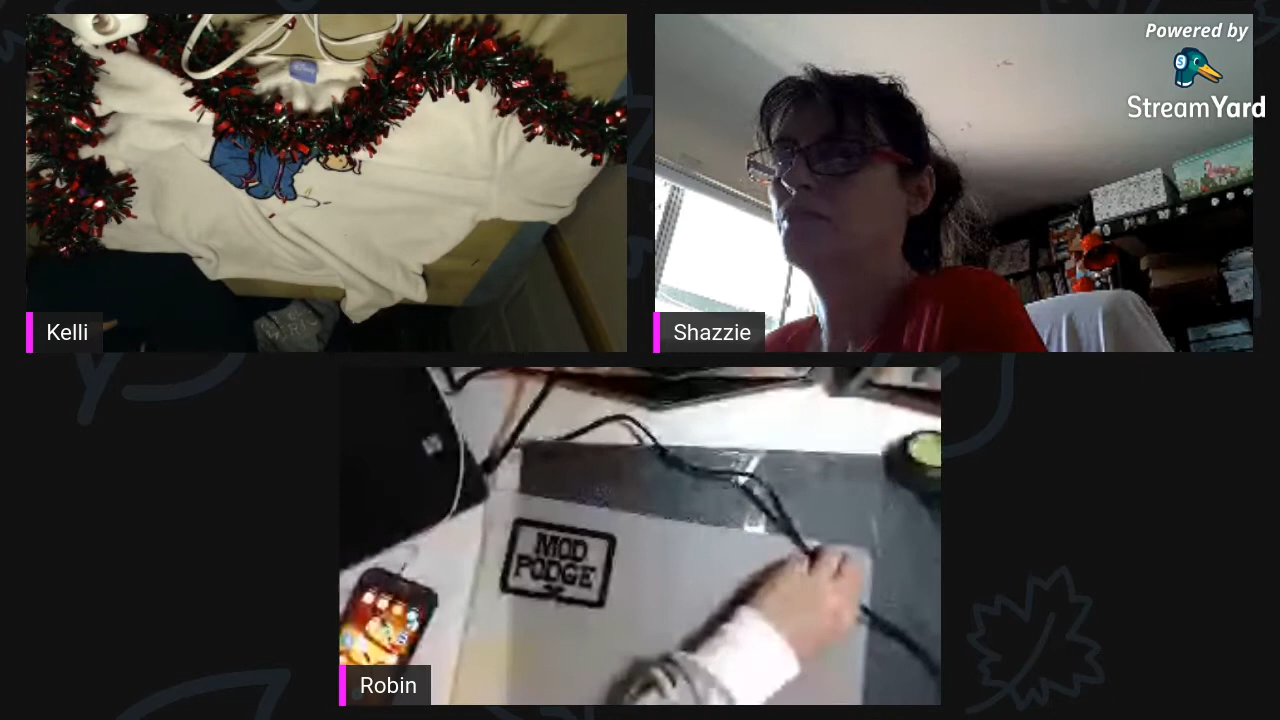 Powered by
StreamYard
Kelli
Shazzie
MOD
PODGE
Robin